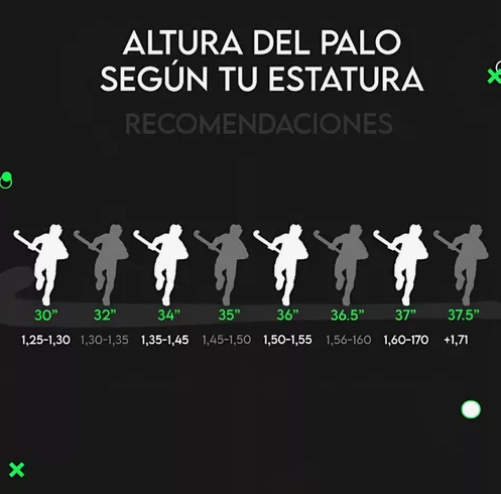 ALTURA DEL PALO
SEGÚN TU ESTATURA
RECOMENDACIONES
30” 32” 34” 35” 36” 36.5” 37” 37.5”
1,25-1,30 1,30-1,35 1,35-1,45 1,45-1,50 1,50-1,55 1,56-160 1,60-170 +1,71